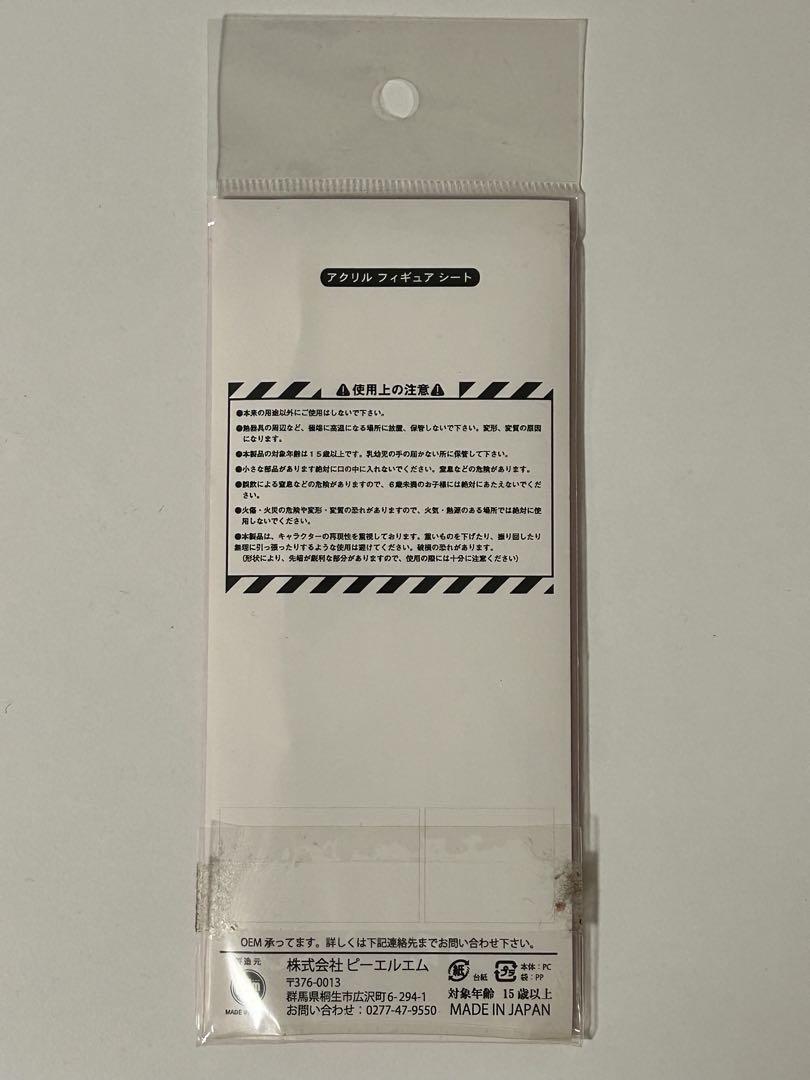 アクリル フィギュア シート
使用上の注意
●本来の用途以外にご使用はしないで下さい。
●熱器具の周辺など、極端に高温になる場所に放置、保管しないで下さい。変形、変質の原因
になります。
●本製品の対象年齢は15歳以上です。乳幼児の手の届かない所に保管して下さい。
●小さな部品があります絶対に口の中に入れないでください。窒息などの危険があります。
●誤飲による窒息などの危険がありますので、6歳未満のお子様には絶対にあたえないでくだ
さい。
●火傷・火災の危険や変形・変質の恐れがありますので、火気・熱源のある場所では絶対に使
用しないでください。
●本製品は、キャラクターの再現性を重視しております。重いものを下げたり、振り回したり
無理に引っ張ったりするような使用は避けてください。破損の恐れがあります。
(形状により、先端が鋭利な部分がありますので、使用の際には十分に注意ください)
OEM 承ってます。詳しくは下記連絡先までお問い合わせ下さい。
造元
MADE
株式会社 ピーエルエム
〒376-0013
群馬県桐生市広沢町6-294-1
お問い合わせ:0277-47-9550
紙 台紙
プラ 本体:PC
袋:PP
対象年齢 15歳以上
MADE IN JAPAN